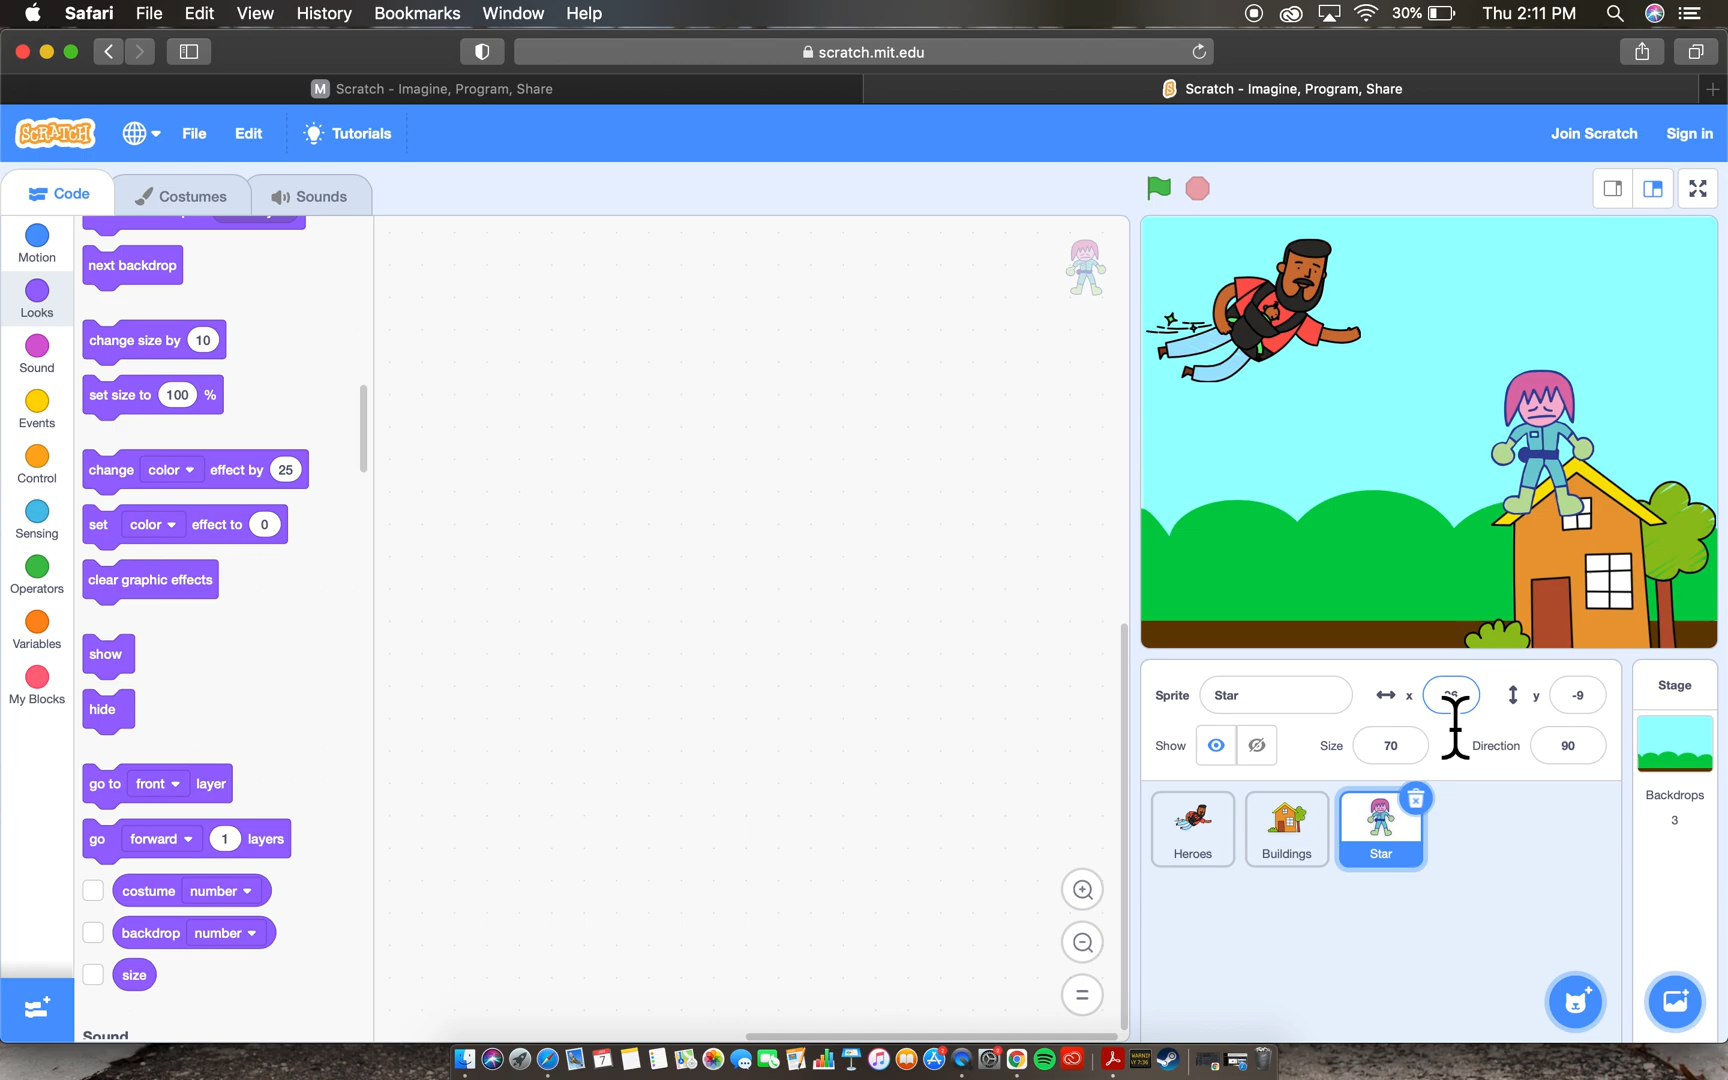 Safari File Edit View History Bookmarks Window Help 30% Thu 2:11 PM
scratch.mit.edu
M Scratch - Imagine, Program, Share
S Scratch - Imagine, Program, Share
SCRATCH File Edit Tutorials Join Scratch Sign in
Code Costumes Sounds
Motion
Looks
Sound
Events
Control
Sensing
Operators
Variables
My Blocks
next backdrop
change size by 10
set size to 100 %
change color effect by 25
set color effect to 0
clear graphic effects
show
hide
go to front layer
go forward 1 layers
costume number
backdrop number
size
Sound
Sprite Star x y -9
Show Size 70 Direction 90
Heroes Buildings Star
Stage
Backdrops
3